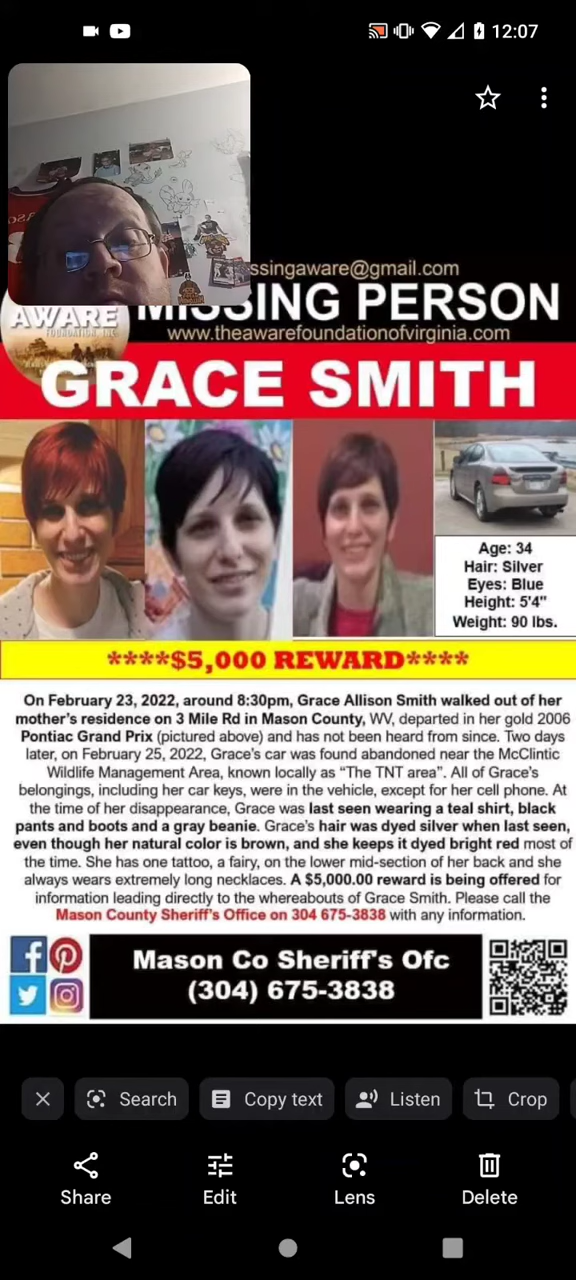 12:07
ssingaware@gmail.com
MISSING PERSON
AWARE
FOUNDATION, INC.
www.theawarefoundationofvirginia.com
GRACE SMITH
Age: 34
Hair: Silver
Eyes: Blue
Height: 5'4"
Weight: 90 lbs.
****$5,000 REWARD****
On February 23, 2022, around 8:30pm, Grace Allison Smith walked out of her
mother's residence on 3 Mile Rd in Mason County, WV, departed in her gold 2006
Pontiac Grand Prix (pictured above) and has not been heard from since. Two days
later, on February 25, 2022, Grace's car was found abandoned near the McClintic
Wildlife Management Area, known locally as “The TNT area”. All of Grace's
belongings, including her car keys, were in the vehicle, except for her cell phone. At
the time of her disappearance, Grace was last seen wearing a teal shirt, black
pants and boots and a gray beanie. Grace's hair was dyed silver when last seen,
even though her natural color is brown, and she keeps it dyed bright red most of
the time. She has one tattoo, a fairy, on the lower mid-section of her back and she
always wears extremely long necklaces. A $5,000.00 reward is being offered for
information leading directly to the whereabouts of Grace Smith. Please call the
Mason County Sheriff's Office on 304 675-3838 with any information.
Mason Co Sheriff's Ofc
(304) 675-3838
Search
Copy text
Listen
Crop
Share
Edit
Lens
Delete